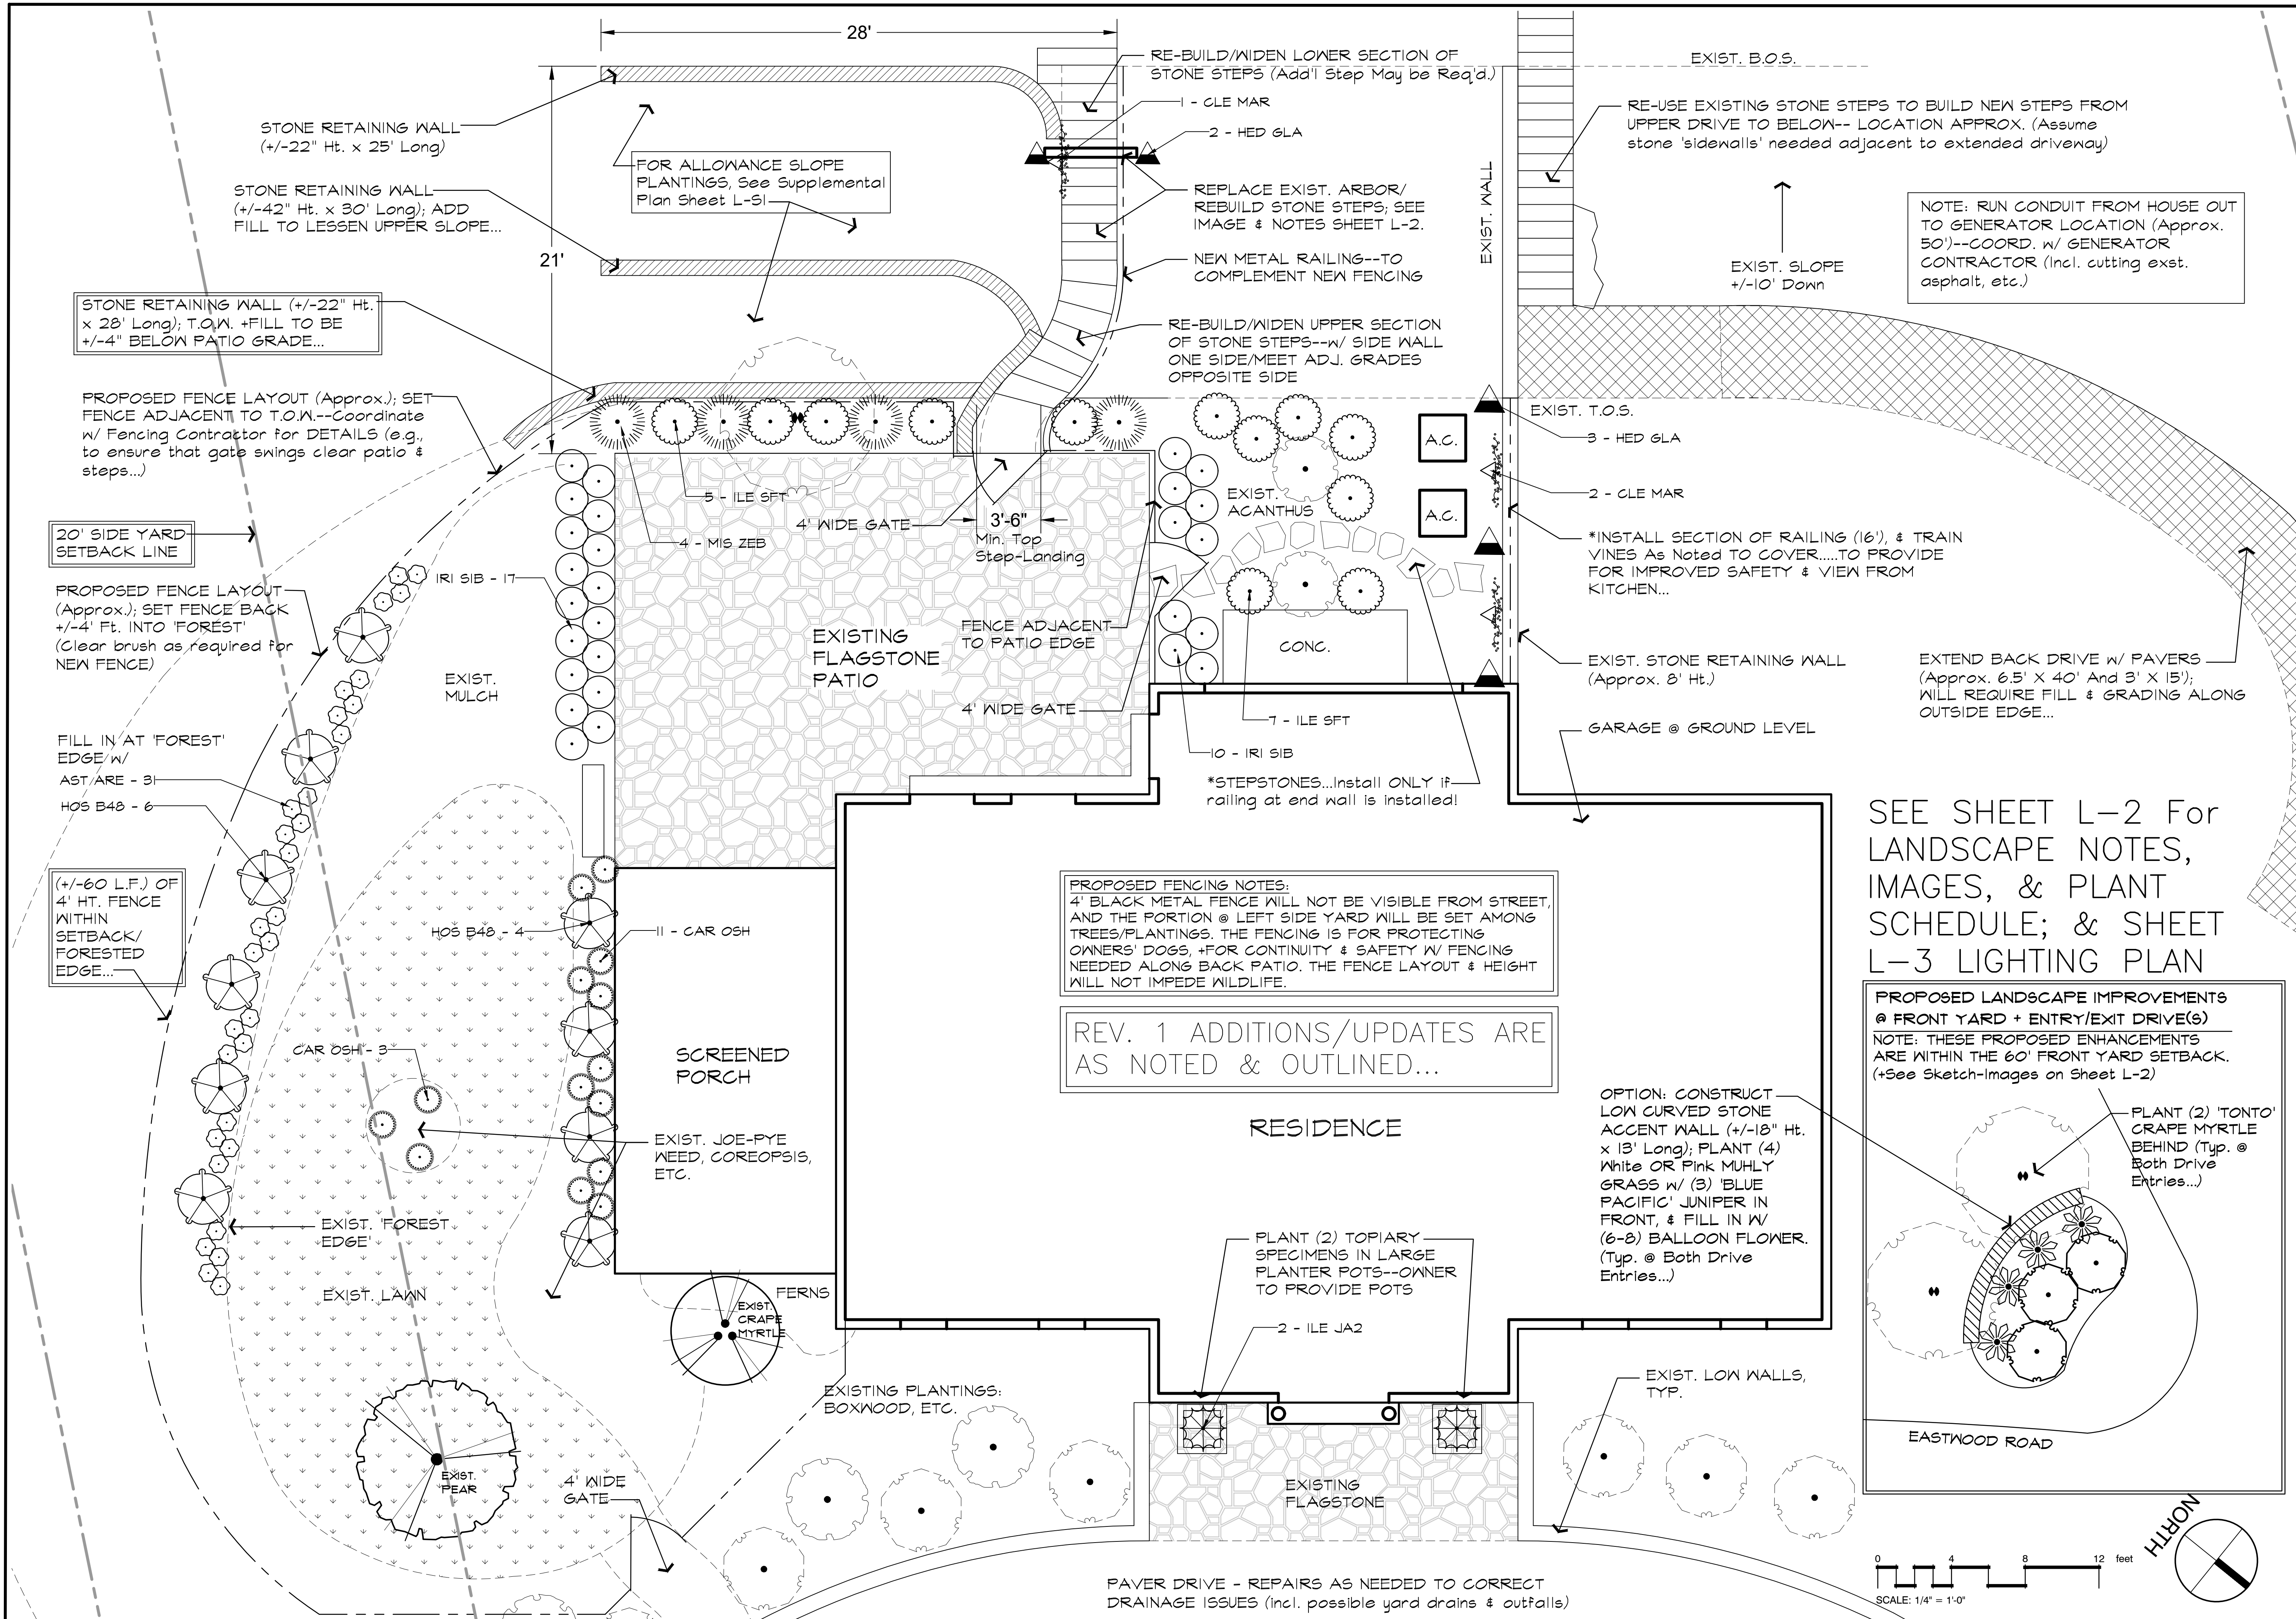 28'
21'
STONE RETAINING WALL
(+/-22" Ht. x 25' Long)
STONE RETAINING WALL
(+/-42" Ht. x 30' Long); ADD
FILL TO LESSEN UPPER SLOPE...
STONE RETAINING WALL (+/-22" Ht.
x 28' Long); T.O.W. +FILL TO BE
+/-4" BELOW PATIO GRADE...
PROPOSED FENCE LAYOUT (Approx.); SET
FENCE ADJACENT TO T.O.W.--Coordinate
w/ Fencing Contractor for DETAILS (e.g.,
to ensure that gate swings clear patio &
steps...)
20' SIDE YARD
SETBACK LINE
PROPOSED FENCE LAYOUT
(Approx.); SET FENCE BACK
+/-4' Ft. INTO 'FOREST'
(Clear brush as required for
NEW FENCE)
FILL IN AT 'FOREST'
EDGE W/
AST ARE - 31
HOS B48 - 6
(+/-60 L.F.) OF
4' HT. FENCE
WITHIN
SETBACK/
FORESTED
EDGE...
FOR ALLOWANCE SLOPE
PLANTINGS, See Supplemental
Plan Sheet L-S1
RE-BUILD/WIDEN LOWER SECTION OF
STONE STEPS (Add'l Step May be Req'd.)
1 - CLE MAR
2 - HED GLA
REPLACE EXIST. ARBOR/
REBUILD STONE STEPS; SEE
IMAGE & NOTES SHEET L-2.
NEW METAL RAILING--TO
COMPLEMENT NEW FENCING
RE-BUILD/WIDEN UPPER SECTION
OF STONE STEPS--w/ SIDE WALL
ONE SIDE/MEET ADJ. GRADES
OPPOSITE SIDE
EXIST. WALL
EXIST. B.O.S.
RE-USE EXISTING STONE STEPS TO BUILD NEW STEPS FROM
UPPER DRIVE TO BELOW-- LOCATION APPROX. (Assume
stone 'sidewalls' needed adjacent to extended driveway)
EXIST. SLOPE
+/-10' Down
NOTE: RUN CONDUIT FROM HOUSE OUT
TO GENERATOR LOCATION (Approx.
50')--COORD. w/ GENERATOR
CONTRACTOR (Incl. cutting exst.
asphalt, etc.)
EXIST. T.O.S.
3 - HED GLA
2 - CLE MAR
*INSTALL SECTION OF RAILING (16'), & TRAIN
VINES As Noted TO COVER.....TO PROVIDE
FOR IMPROVED SAFETY & VIEW FROM
KITCHEN...
EXIST. STONE RETAINING WALL
(Approx. 8' Ht.)
GARAGE @ GROUND LEVEL
EXTEND BACK DRIVE w/ PAVERS
(Approx. 6.5' X 40' And 3' X 15');
WILL REQUIRE FILL & GRADING ALONG
OUTSIDE EDGE...
5 - ILE SFT
4 - MIS ZEB
IRI SIB - 17
4' WIDE GATE
3'-6"
Min. Top
Step-Landing
EXIST.
ACANTHUS
A.C.
A.C.
CONC.
FENCE ADJACENT
TO PATIO EDGE
EXISTING
FLAGSTONE
PATIO
EXIST.
MULCH
4' WIDE GATE
7 - ILE SFT
10 - IRI SIB
*STEPSTONES...Install ONLY if
railing at end wall is installed!
SEE SHEET L-2 For
LANDSCAPE NOTES,
IMAGES, & PLANT
SCHEDULE; & SHEET
L-3 LIGHTING PLAN
PROPOSED FENCING NOTES:
4' BLACK METAL FENCE WILL NOT BE VISIBLE FROM STREET,
AND THE PORTION @ LEFT SIDE YARD WILL BE SET AMONG
TREES/PLANTINGS. THE FENCING IS FOR PROTECTING
OWNERS' DOGS, +FOR CONTINUITY & SAFETY W/ FENCING
NEEDED ALONG BACK PATIO. THE FENCE LAYOUT & HEIGHT
WILL NOT IMPEDE WILDLIFE.
REV. 1 ADDITIONS/UPDATES ARE
AS NOTED & OUTLINED...
RESIDENCE
HOS B48 - 4
11 - CAR OSH
CAR OSH - 3
SCREENED
PORCH
EXIST. JOE-PYE
WEED, COREOPSIS,
ETC.
EXIST. 'FOREST
EDGE'
EXIST. LAWN
FERNS
EXIST.
CRAPE
MYRTLE
EXISTING PLANTINGS:
BOXWOOD, ETC.
EXIST.
PEAR
4' WIDE
GATE
PLANT (2) TOPIARY
SPECIMENS IN LARGE
PLANTER POTS--OWNER
TO PROVIDE POTS
2 - ILE JA2
EXISTING
FLAGSTONE
EXIST. LOW WALLS,
TYP.
PAVER DRIVE - REPAIRS AS NEEDED TO CORRECT
DRAINAGE ISSUES (incl. possible yard drains & outfalls)
OPTION: CONSTRUCT
LOW CURVED STONE
ACCENT WALL (+/-18" Ht.
x 13' Long); PLANT (4)
White OR Pink MUHLY
GRASS w/ (3) 'BLUE
PACIFIC' JUNIPER IN
FRONT, & FILL IN W/
(6-8) BALLOON FLOWER.
(Typ. @ Both Drive
Entries...)
PROPOSED LANDSCAPE IMPROVEMENTS
@ FRONT YARD + ENTRY/EXIT DRIVE(S)
NOTE: THESE PROPOSED ENHANCEMENTS
ARE WITHIN THE 60' FRONT YARD SETBACK.
(+See Sketch-Images on Sheet L-2)
PLANT (2) 'TONTO'
CRAPE MYRTLE
BEHIND (Typ. @
Both Drive
Entries...)
EASTWOOD ROAD
NORTH
0 4 8 12 feet
SCALE: 1/4" = 1'-0"